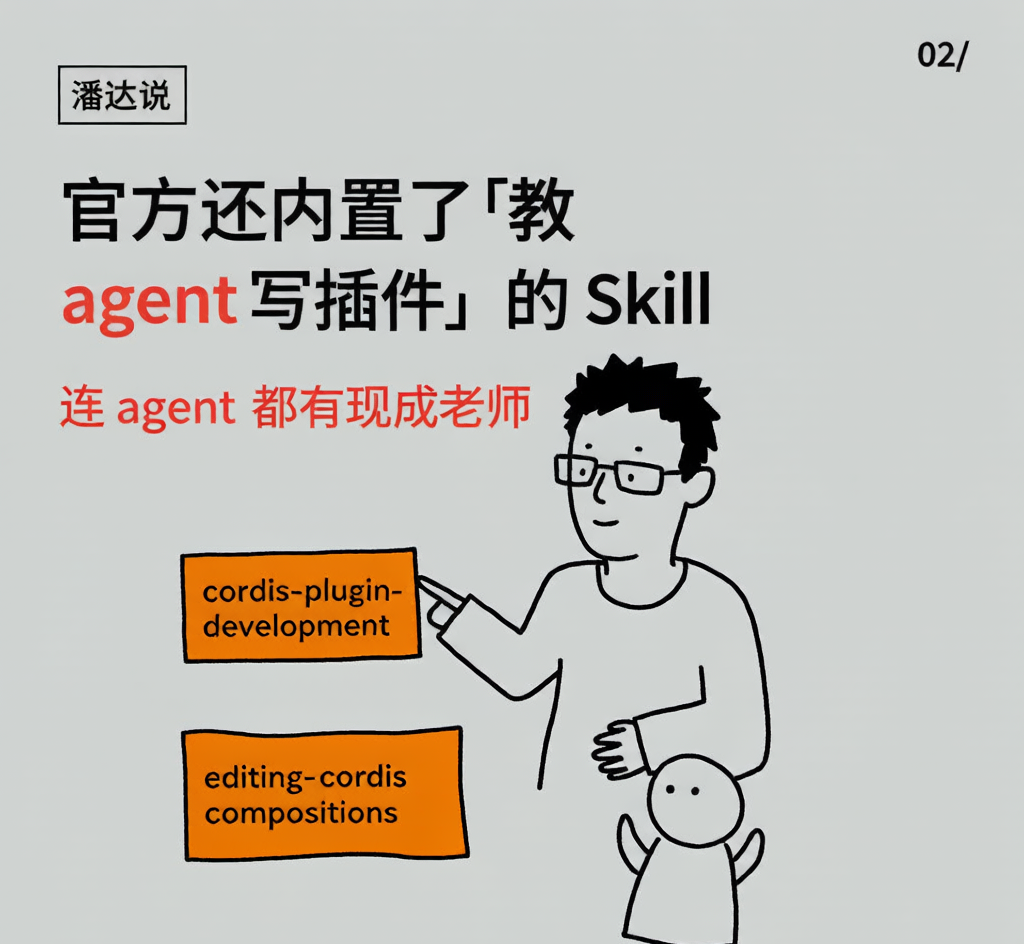 02/
潘达说
官方还内置了「教
agent 写插件」的 Skill
连 agent 都有现成老师
cordis-plugin-
development
editing-cordis
compositions